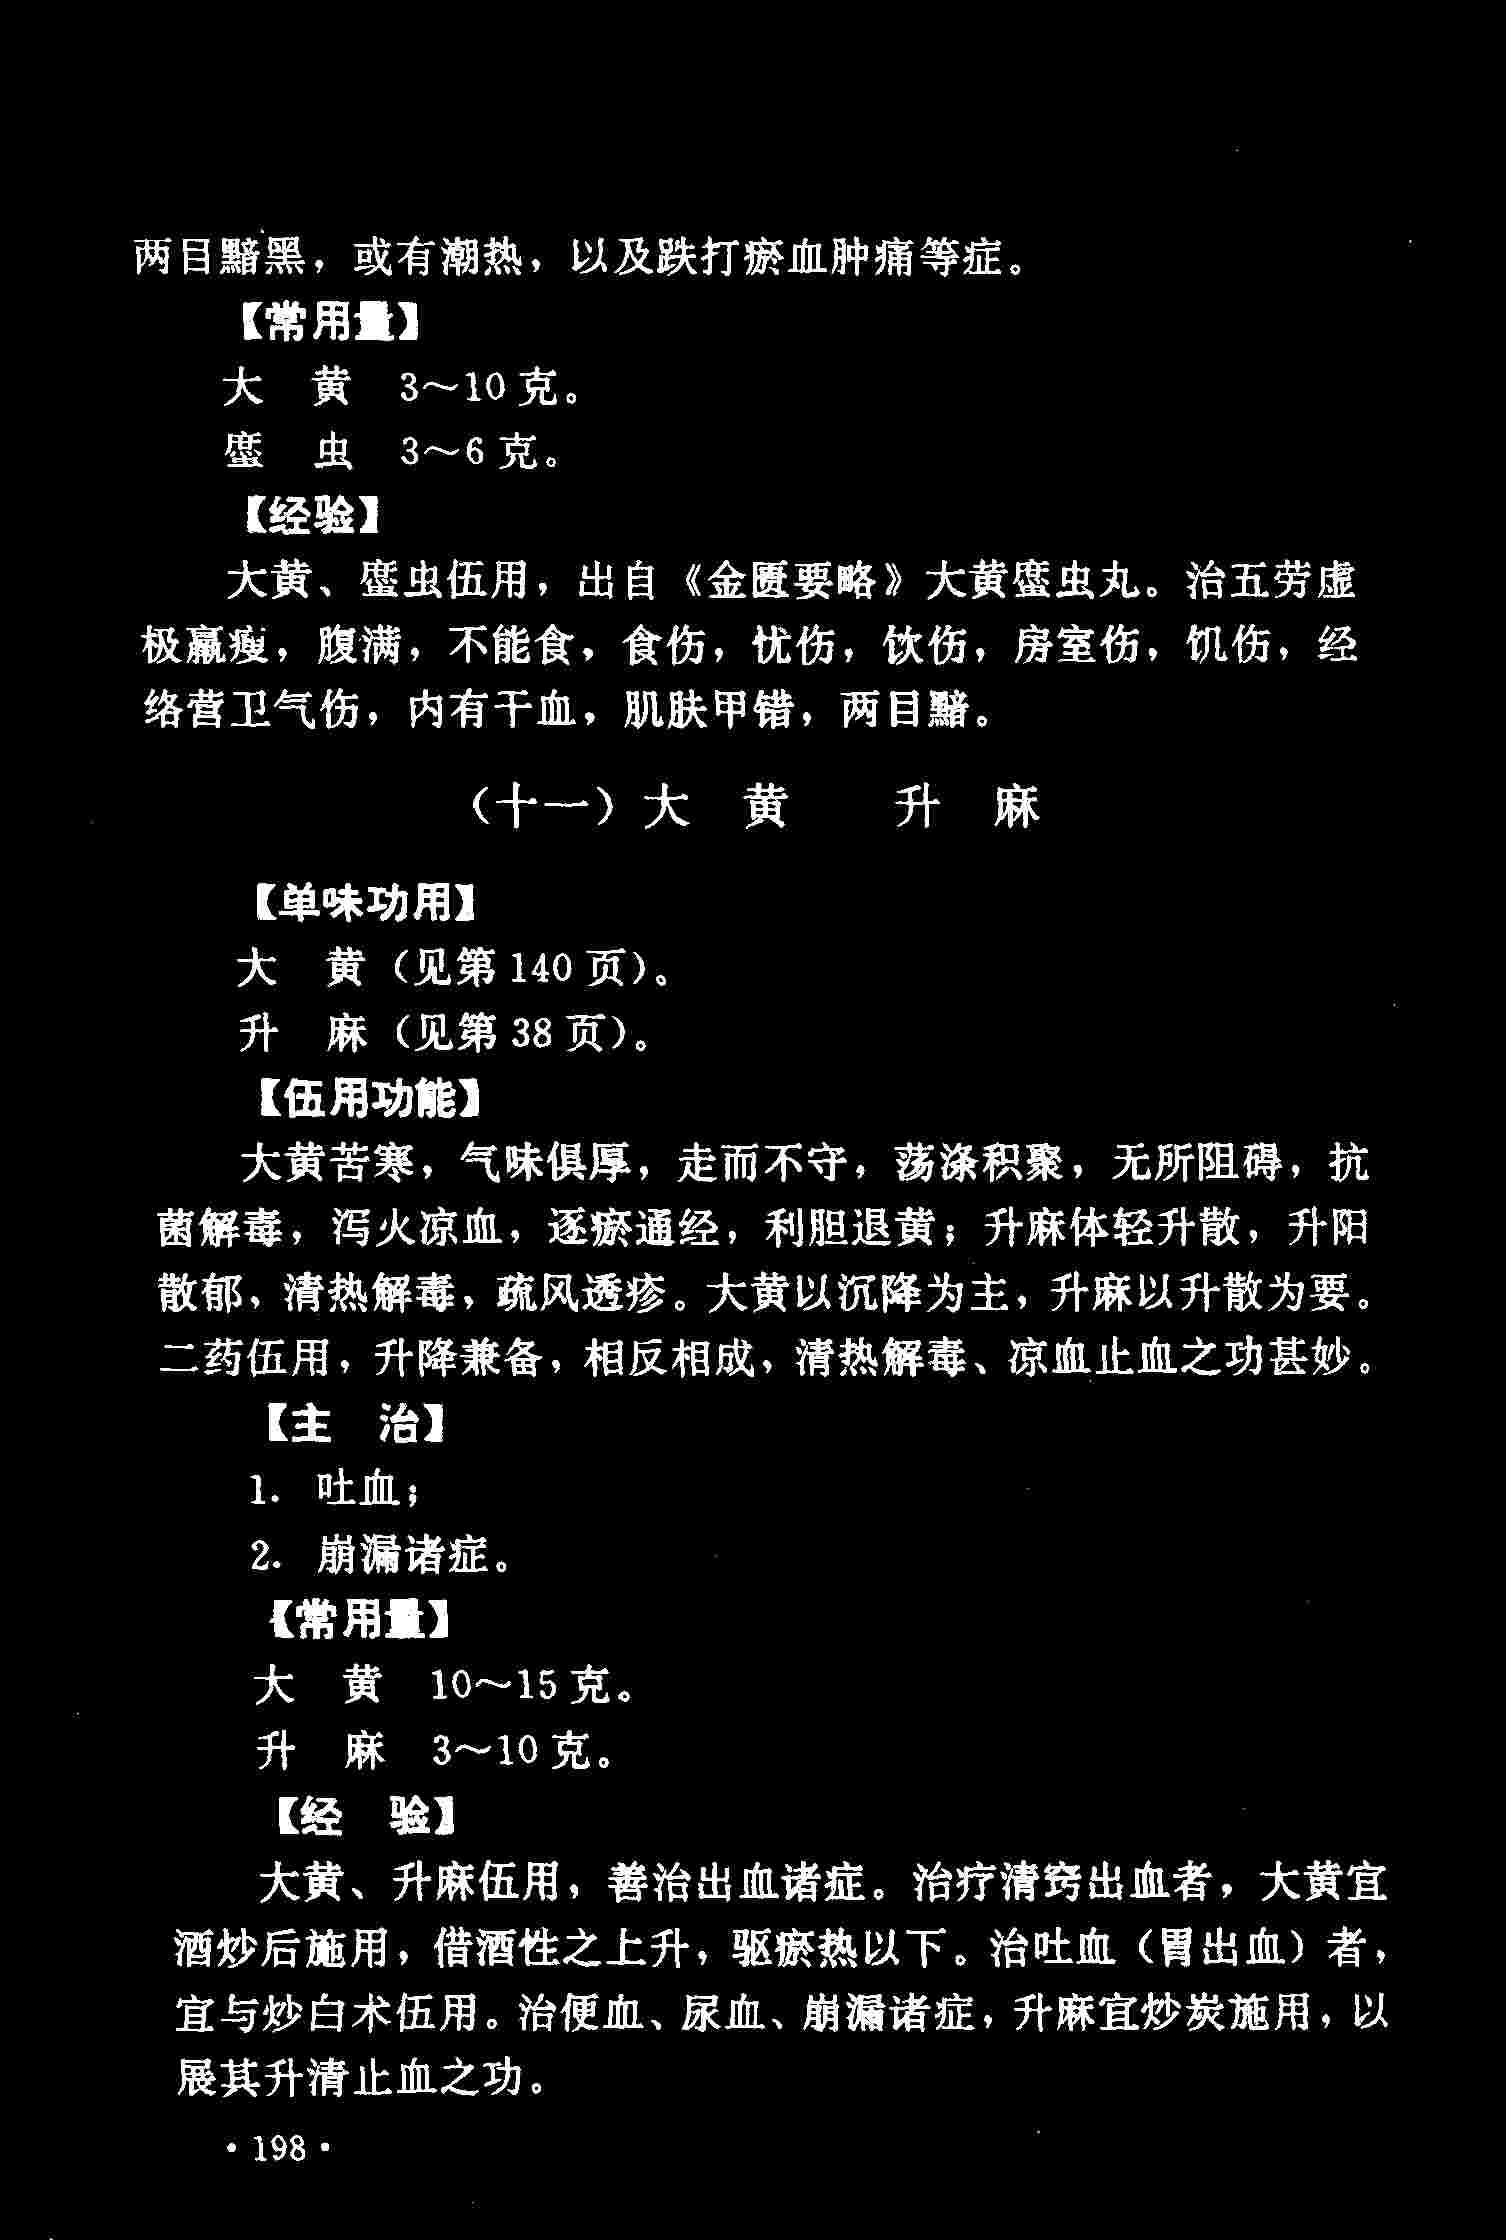 两目黯黑，或有潮热，以及跌打瘀血肿痛等症。
【常用量】
大　黄　3～10 克。
䗪　虫　3～6 克。
【经验】
大黄、䗪虫伍用，出自《金匮要略》大黄䗪虫丸。治五劳虚
极羸瘦，腹满，不能食，食伤，忧伤，饮伤，房室伤，饥伤，经
络营卫气伤，内有干血，肌肤甲错，两目黯。
（十一）大　黄　　升　麻
【单味功用】
大　黄（见第 140 页）。
升　麻（见第 38 页）。
【伍用功能】
大黄苦寒，气味俱厚，走而不守，荡涤积聚，无所阻碍，抗
菌解毒，泻火凉血，逐瘀通经，利胆退黄；升麻体轻升散，升阳
散郁，清热解毒，疏风透疹。大黄以沉降为主，升麻以升散为要。
二药伍用，升降兼备，相反相成，清热解毒、凉血止血之功甚妙。
【主　治】
1.　吐血；
2.　崩漏诸症。
【常用量】
大　黄　10～15 克。
升　麻　3～10 克。
【经　验】
大黄、升麻伍用，善治出血诸症。治疗清窍出血者，大黄宜
酒炒后施用，借酒性之上升，驱瘀热以下。治吐血（胃出血）者，
宜与炒白术伍用。治便血、尿血、崩漏诸症，升麻宜炒炭施用，以
展其升清止血之功。
·198·